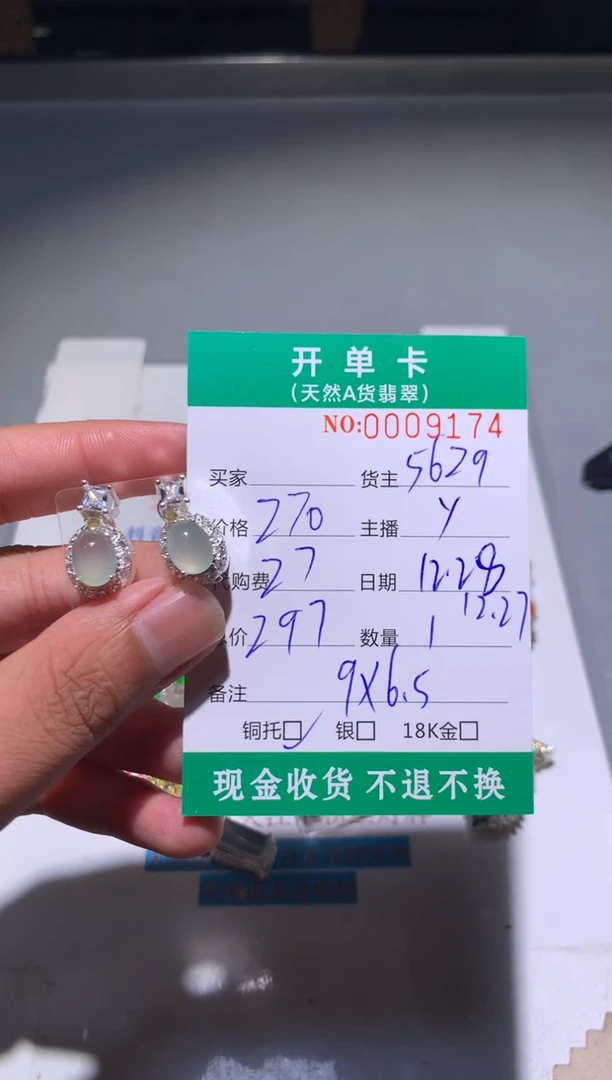 开单卡
(天然A货翡翠)
NO:0009174
买家 货主 5629
价格 270 主播 y
代购费 27 日期 12.28
12.27
价 297 数量 1
备注 9X6.5
铜托☑ 银□ 18K金□
现金收货 不退不换